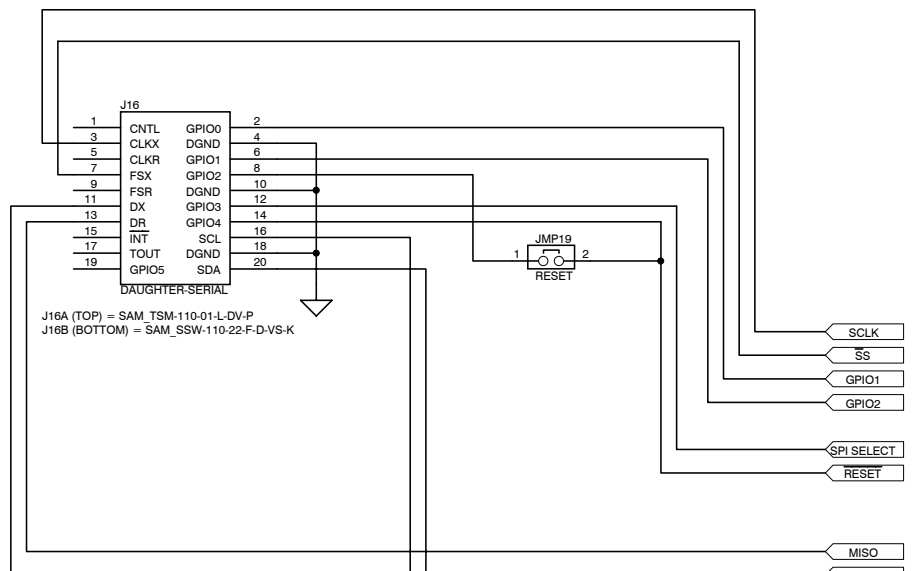 J16
1 CNTL GPIO0 2
3 CLKX DGND 4
5 CLKR GPIO1 6
7 FSX GPIO2 8
9 FSR DGND 10
11 DX GPIO3 12
13 DR GPIO4 14
15 INT SCL 16
17 TOUT DGND 18
19 GPIO5 SDA 20
DAUGHTER-SERIAL
J16A (TOP) = SAM_TSM-110-01-L-DV-P
J16B (BOTTOM) = SAM_SSW-110-22-F-D-VS-K
JMP19
1 2
RESET
SCLK
SS
GPIO1
GPIO2
SPI SELECT
RESET
MISO